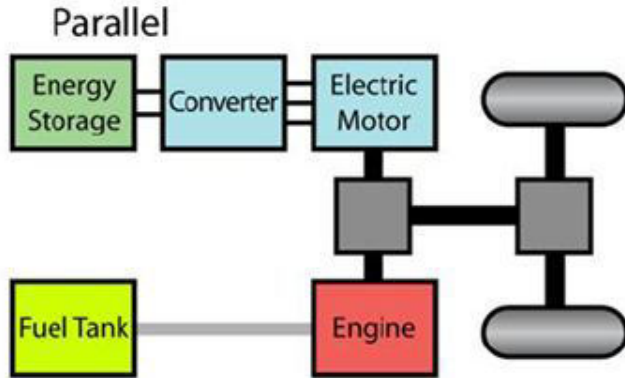 Parallel
Energy
Storage
Converter
Electric
Motor
Fuel Tank
Engine